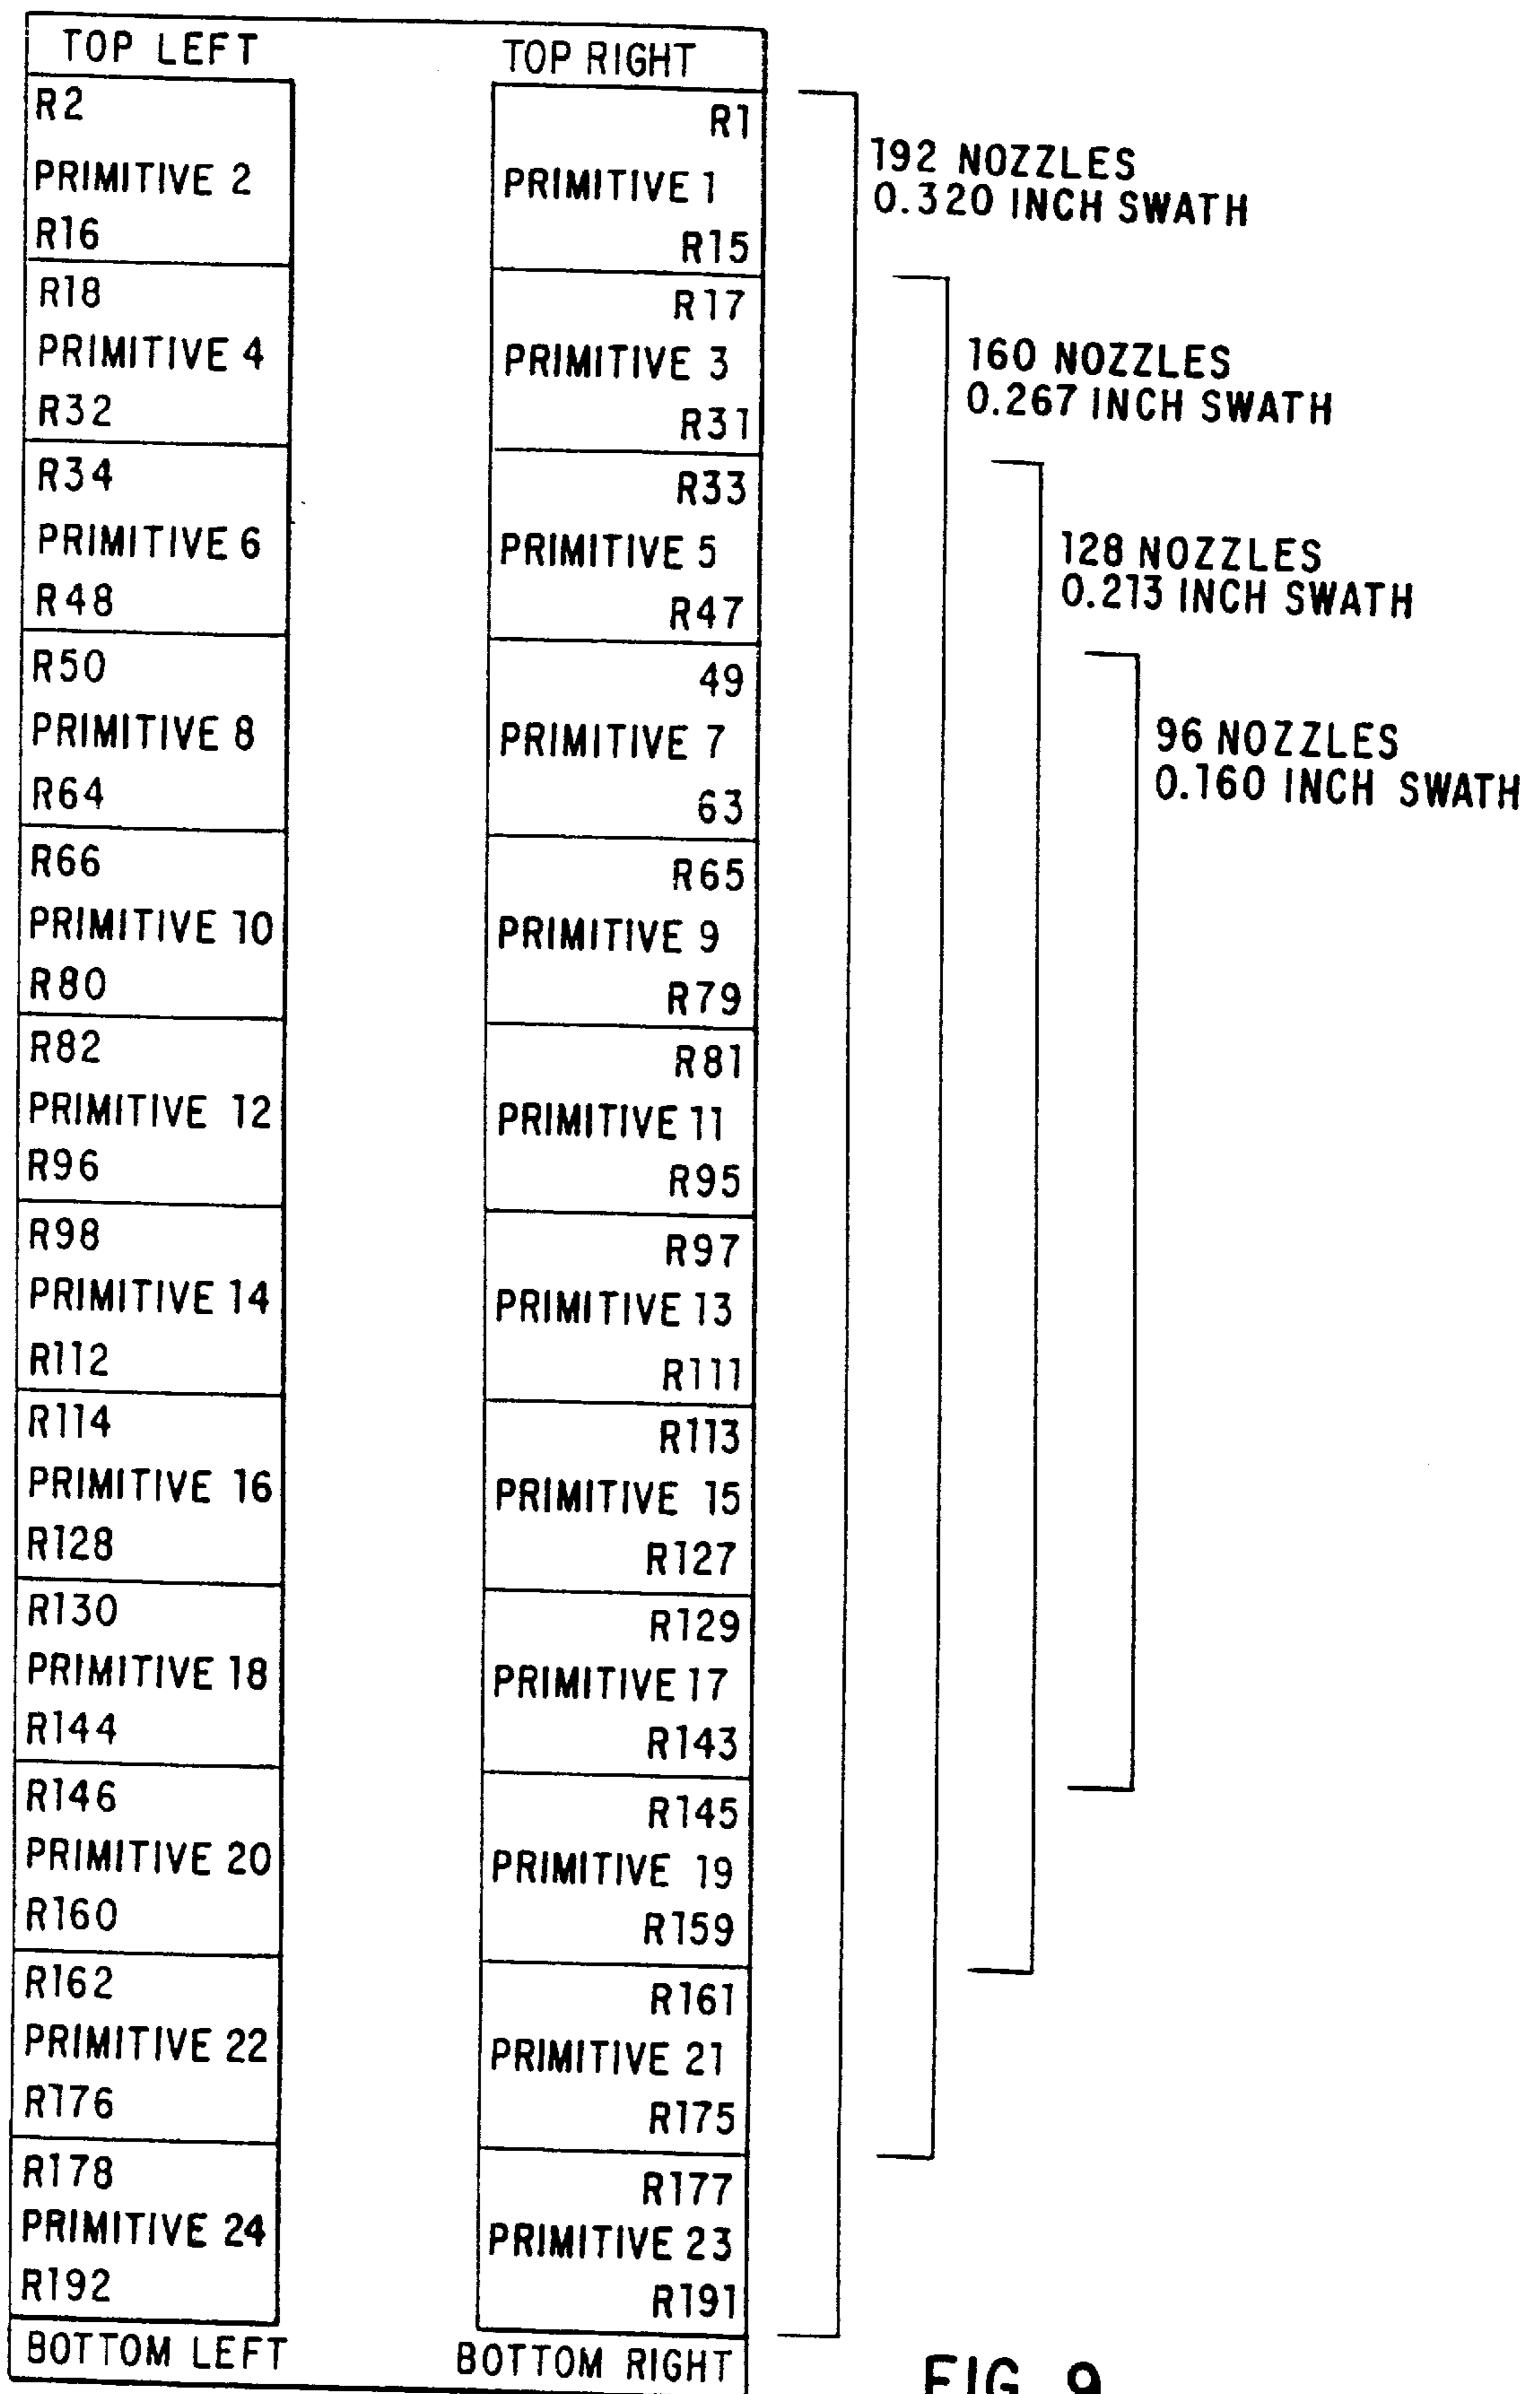 TOP LEFT
TOP RIGHT
R2
PRIMITIVE 2
R16
R18
PRIMITIVE 4
R32
R34
PRIMITIVE 6
R48
R50
PRIMITIVE 8
R64
R66
PRIMITIVE 10
R80
R82
PRIMITIVE 12
R96
R98
PRIMITIVE 14
R112
R114
PRIMITIVE 16
R128
R130
PRIMITIVE 18
R144
R146
PRIMITIVE 20
R160
R162
PRIMITIVE 22
R176
R178
PRIMITIVE 24
R192
BOTTOM LEFT
R1
PRIMITIVE 1
R15
R17
PRIMITIVE 3
R31
R33
PRIMITIVE 5
R47
49
PRIMITIVE 7
63
R65
PRIMITIVE 9
R79
R81
PRIMITIVE 11
R95
R97
PRIMITIVE 13
R111
R113
PRIMITIVE 15
R127
R129
PRIMITIVE 17
R143
R145
PRIMITIVE 19
R159
R161
PRIMITIVE 21
R175
R177
PRIMITIVE 23
R191
BOTTOM RIGHT
192 NOZZLES
0.320 INCH SWATH
160 NOZZLES
0.267 INCH SWATH
128 NOZZLES
0.213 INCH SWATH
96 NOZZLES
0.160 INCH SWATH
FIG. 9